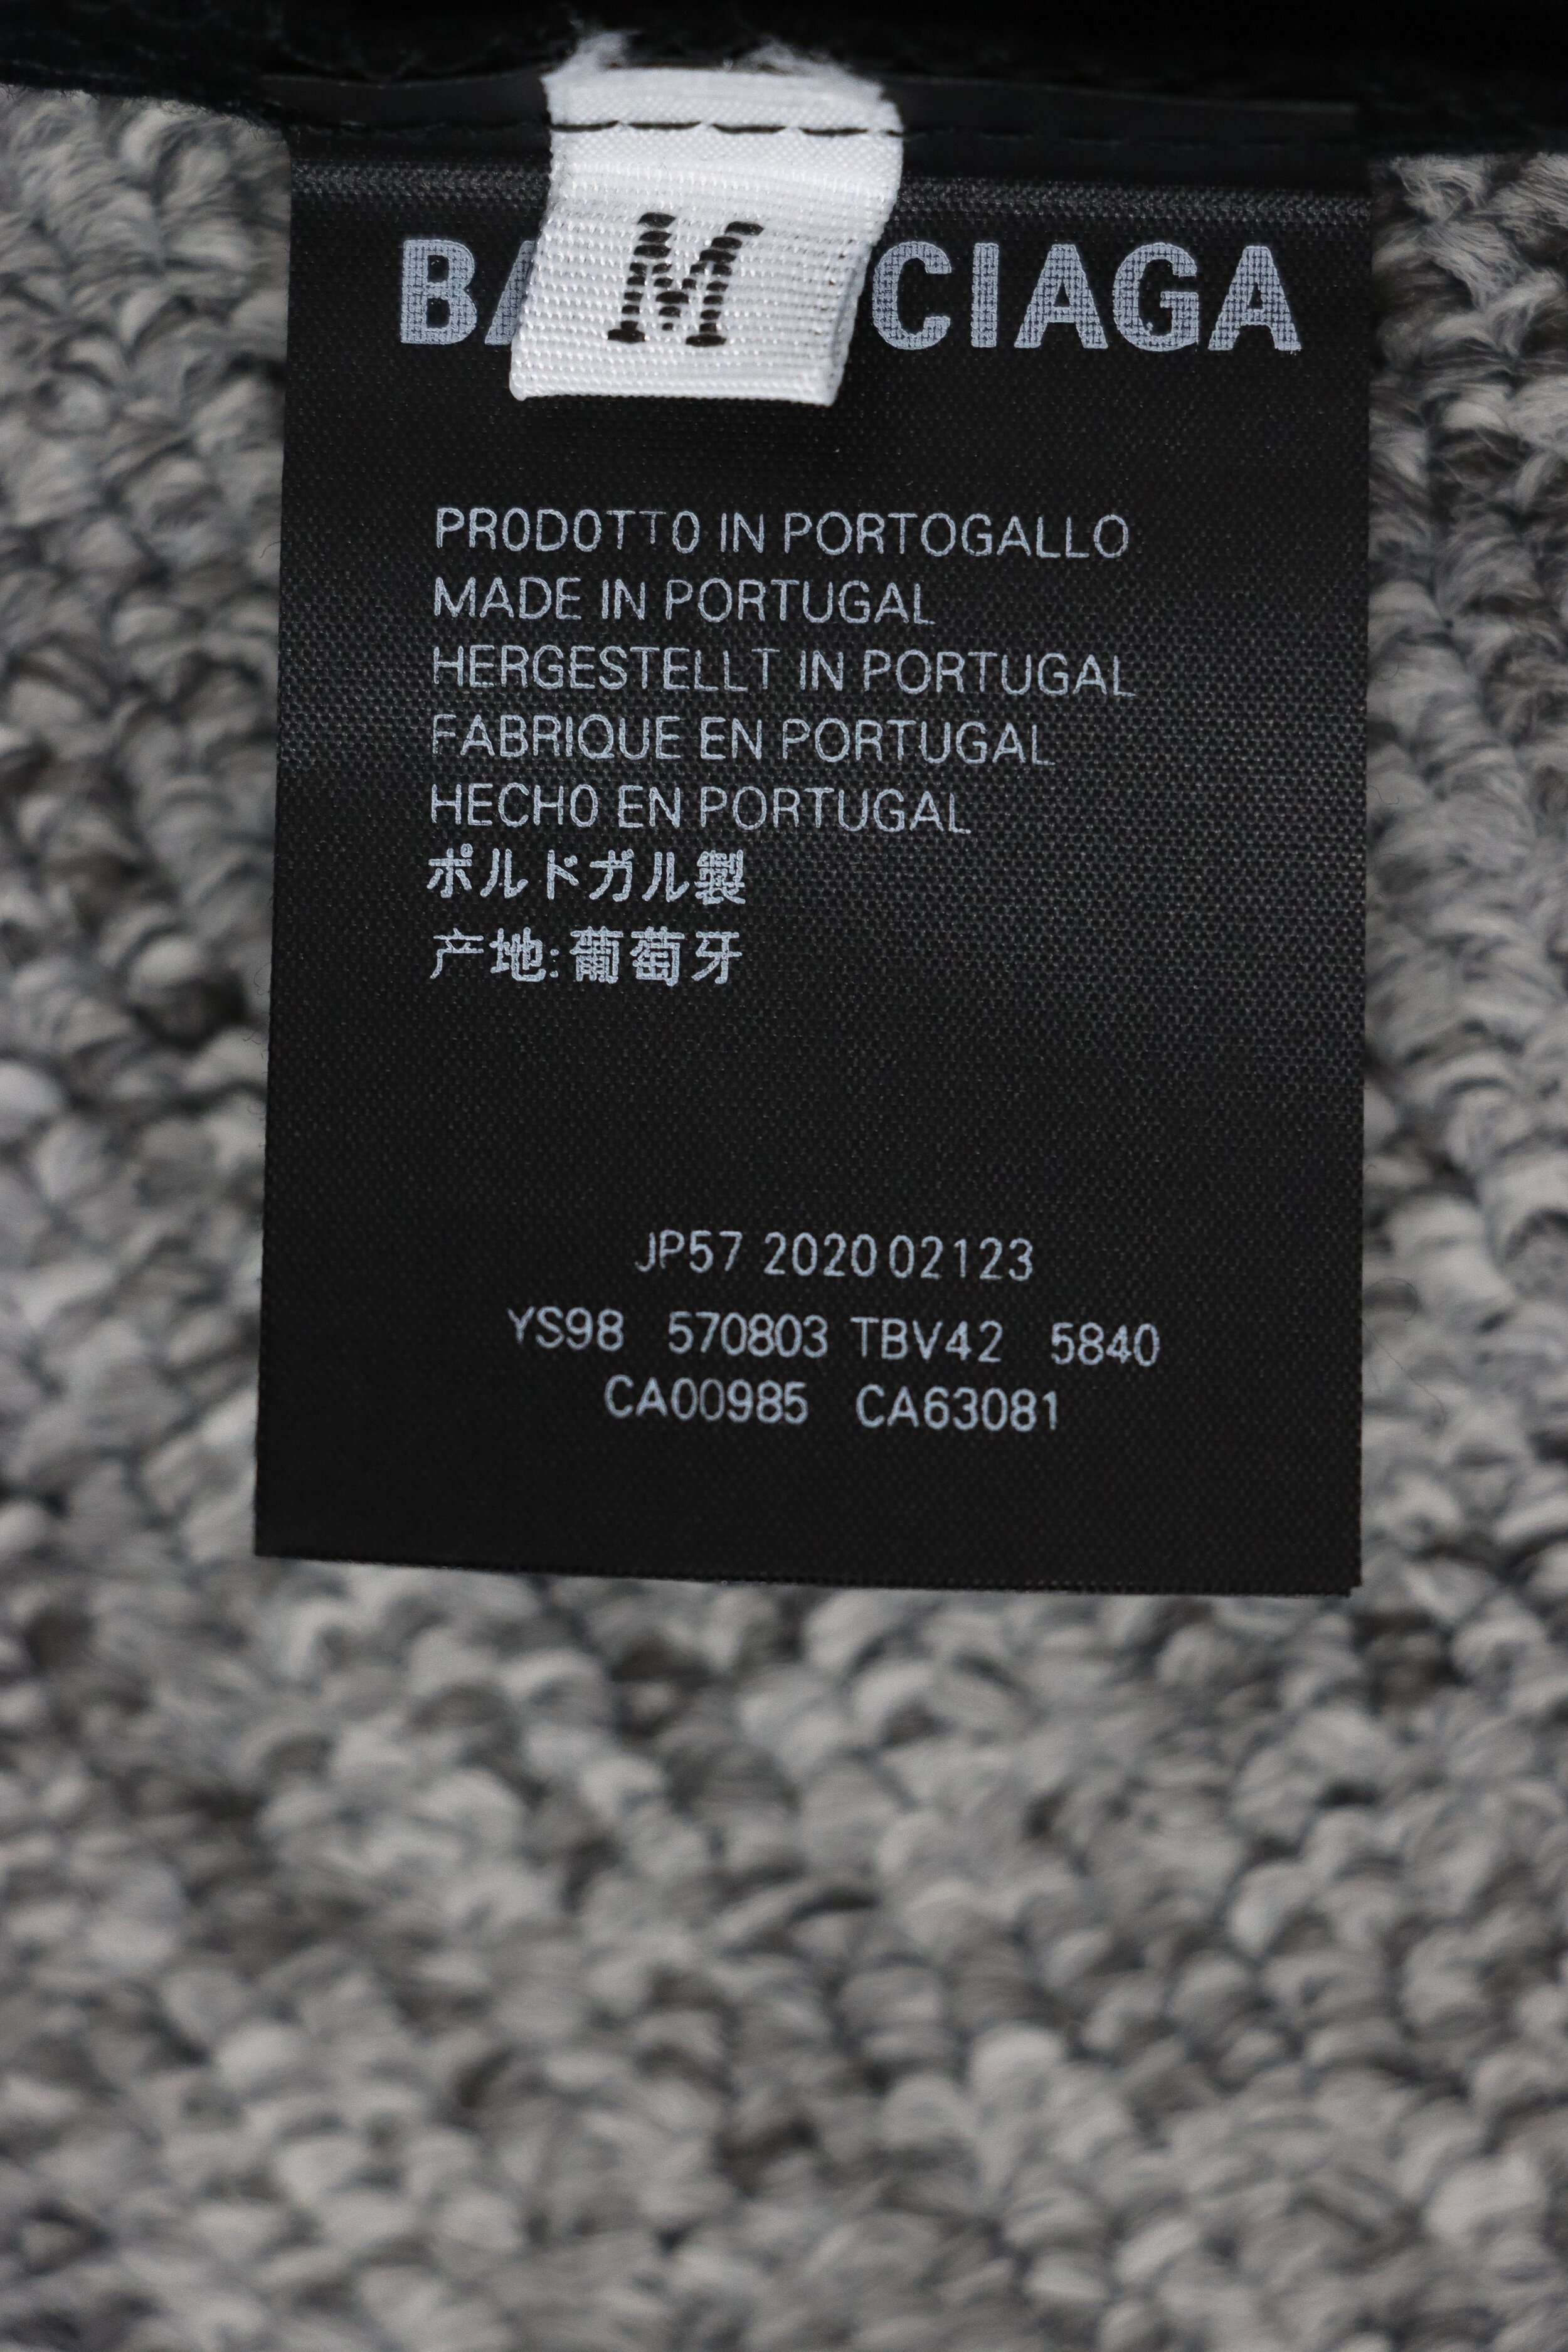 M
BA CIAGA
PRODOTTO IN PORTOGALLO
MADE IN PORTUGAL
HERGESTELLT IN PORTUGAL
FABRIQUE EN PORTUGAL
HECHO EN PORTUGAL
ポルドガル製
产地:葡萄牙
JP57 2020 02123
YS98 570803 TBV42 5840
CA00985 CA63081